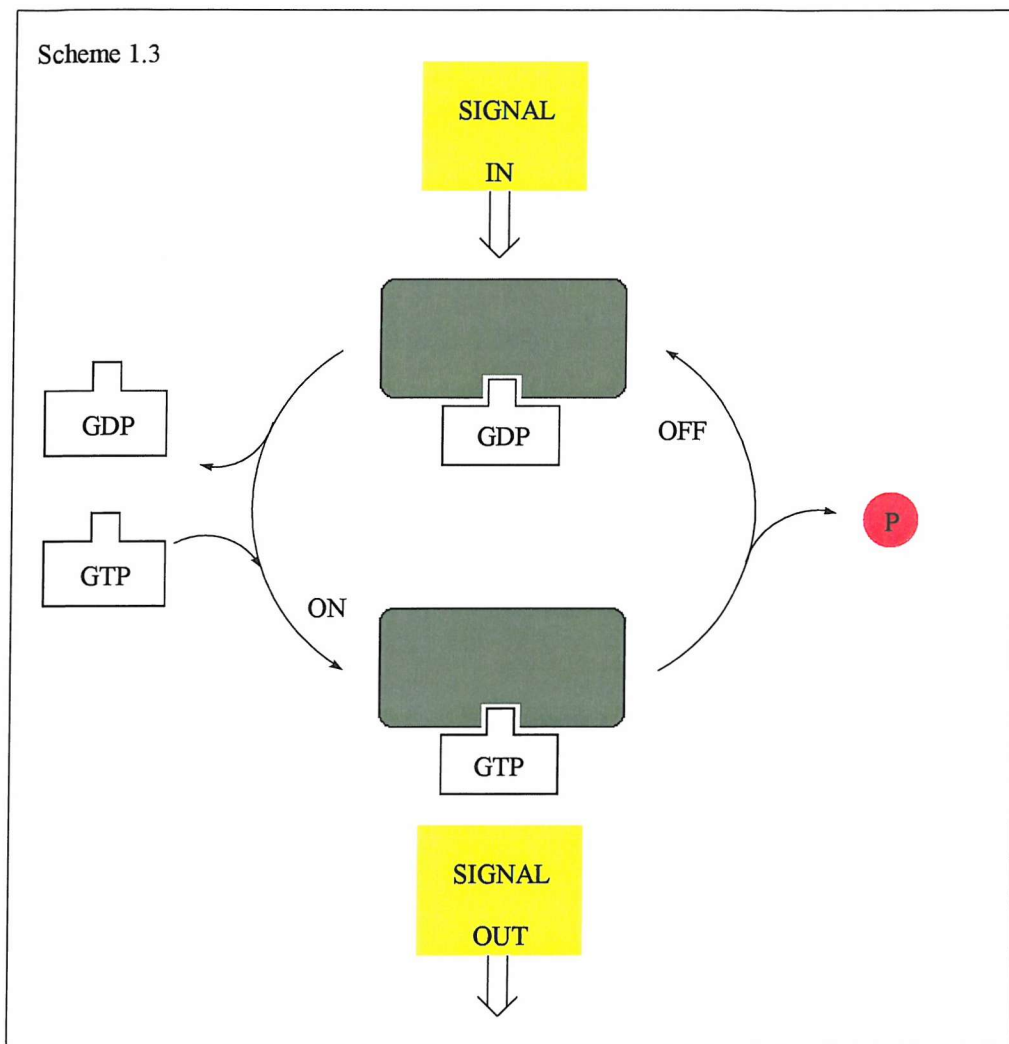 Scheme 1.3
SIGNAL
IN
GDP
GDP
OFF
GTP
P
ON
GTP
SIGNAL
OUT